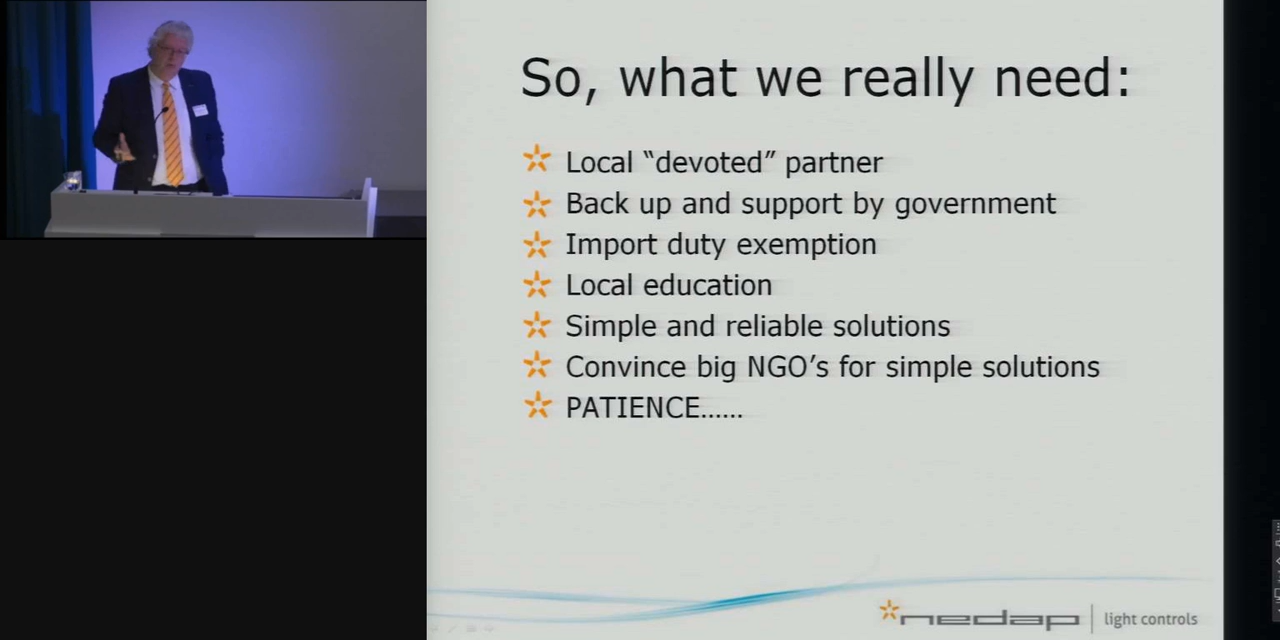 So, what we really need:
Local “devoted” partner
Back up and support by government
Import duty exemption
Local education
Simple and reliable solutions
Convince big NGO’s for simple solutions
PATIENCE......
nedap light controls